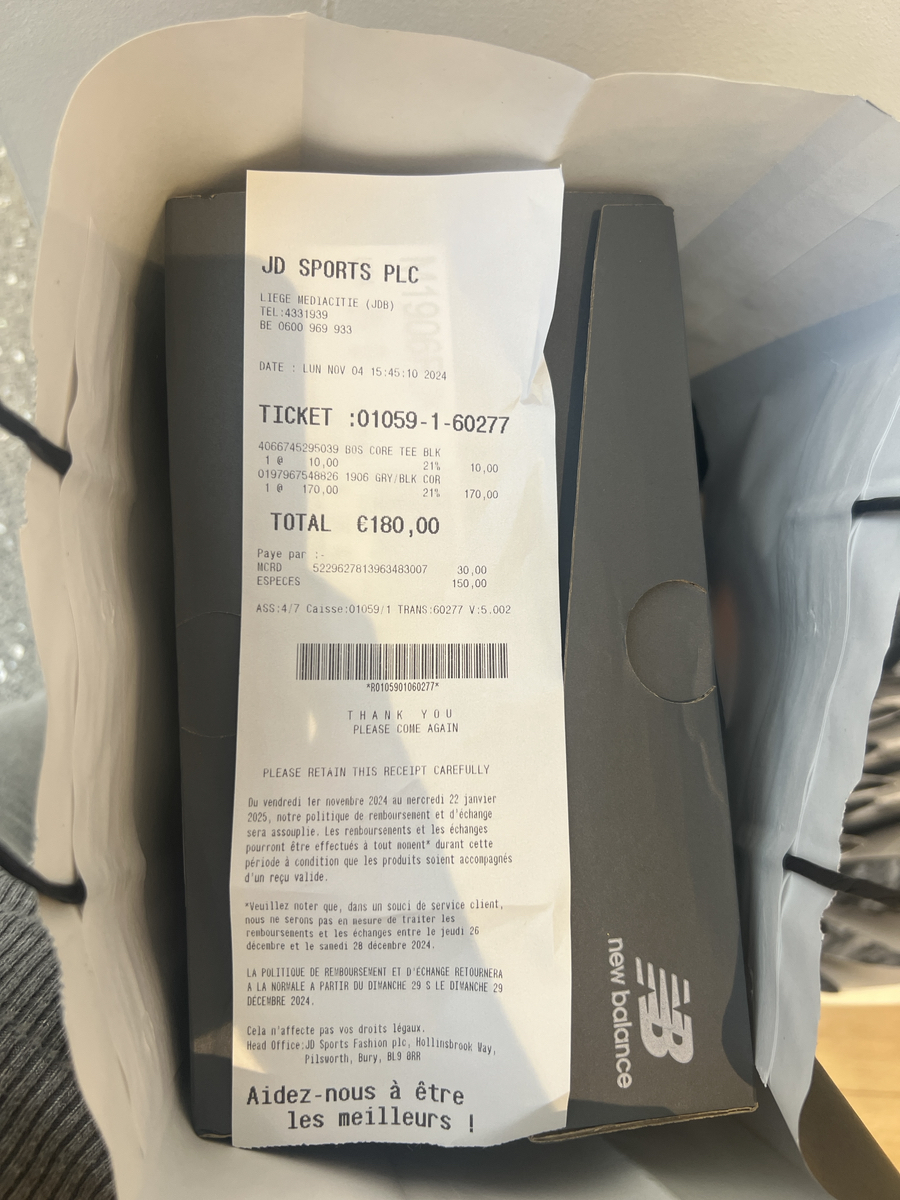 JD SPORTS PLC
LIEGE MEDIACITIE (JDB)
TEL:4331939
BE 0600 969 933
DATE : LUN NOV 04 15:45:10 2024
TICKET :01059-1-60277
4066745295039 BOS CORE TEE BLK
1 @ 10,00 21% 10,00
0197967548826 1906 GRY/BLK COR
1 @ 170,00 21% 170,00
TOTAL €180,00
Paye par :-
MCRD 5229627813963483007 30,00
ESPECES 150,00
ASS:4/7 Caisse:01059/1 TRANS:60277 V:5.002
*R0105901060277*
THANK YOU
PLEASE COME AGAIN
PLEASE RETAIN THIS RECEIPT CAREFULLY
Du vendredi 1er novembre 2024 au mercredi 22 janvier
2025, notre politique de remboursement et d'échange
sera assouplie. Les remboursements et les échanges
pourront être effectués à tout moment* durant cette
période à condition que les produits soient accompagnés
d'un reçu valide.
*Veuillez noter que, dans un souci de service client,
nous ne serons pas en mesure de traiter les
remboursements et les échanges entre le jeudi 26
décembre et le samedi 28 décembre 2024.
LA POLITIQUE DE REMBOURSEMENT ET D'ÉCHANGE RETOURNERA
A LA NORMALE A PARTIR DU DIMANCHE 29 S LE DIMANCHE 29
DÉCEMBRE 2024.
Cela n'affecte pas vos droits légaux.
Head Office:JD Sports Fashion plc, Hollinsbrook Way,
Pilsworth, Bury, BL9 8RR
Aidez-nous à être
les meilleurs !
NB
new balance